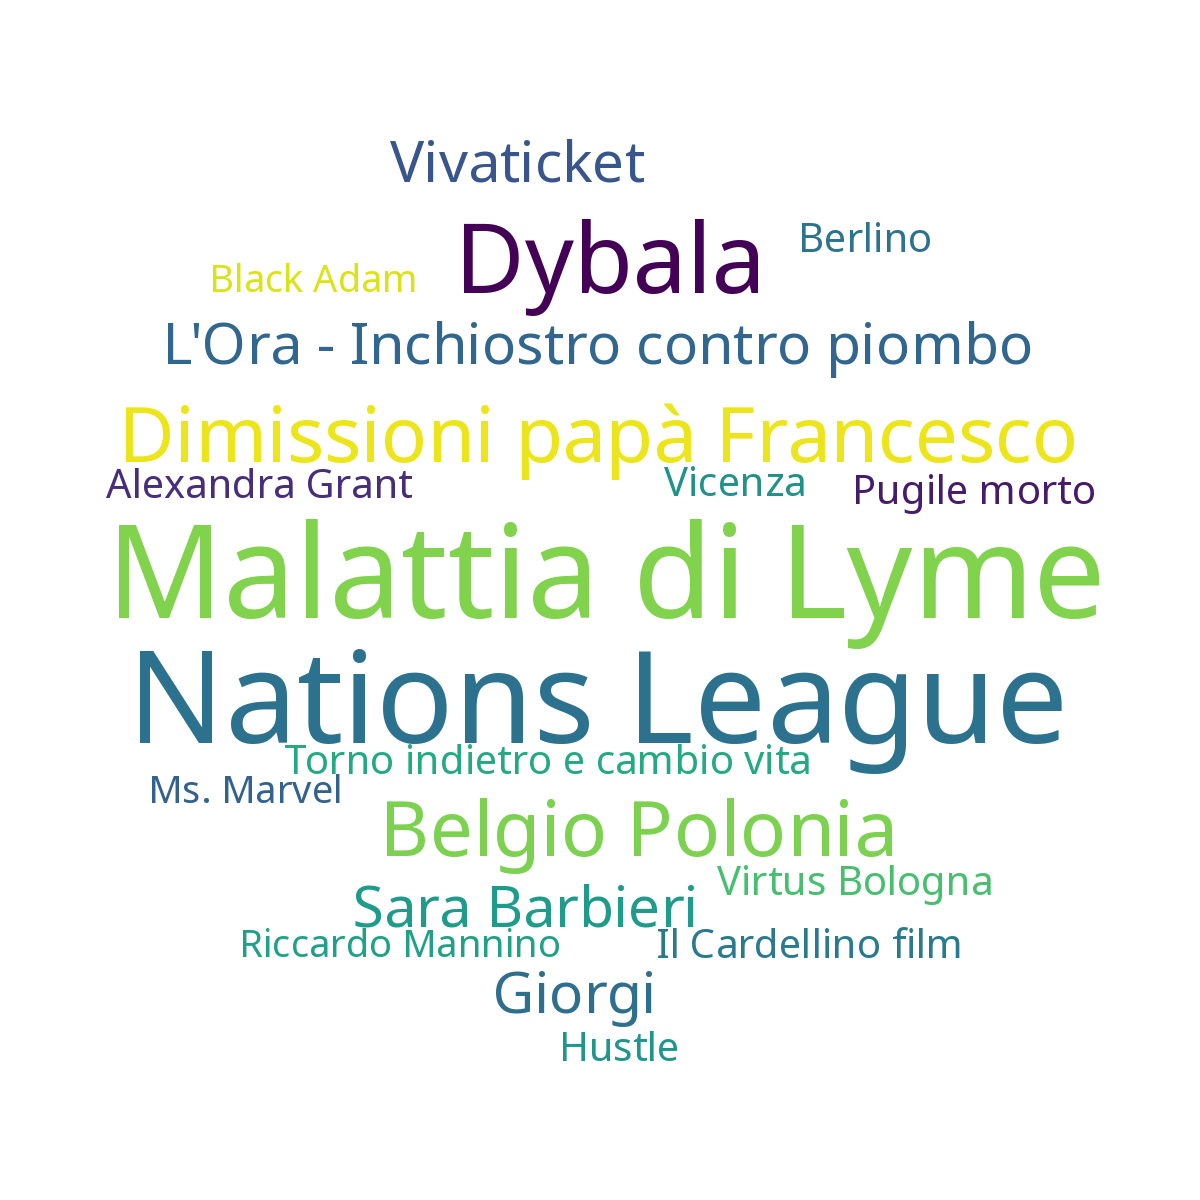 Vivaticket
Dybala
Berlino
Black Adam
L'Ora - Inchiostro contro piombo
Dimissioni papà Francesco
Alexandra Grant
Vicenza
Pugile morto
Malattia di Lyme
Nations League
Torno indietro e cambio vita
Ms. Marvel
Belgio Polonia
Virtus Bologna
Sara Barbieri
Riccardo Mannino
Il Cardellino film
Giorgi
Hustle